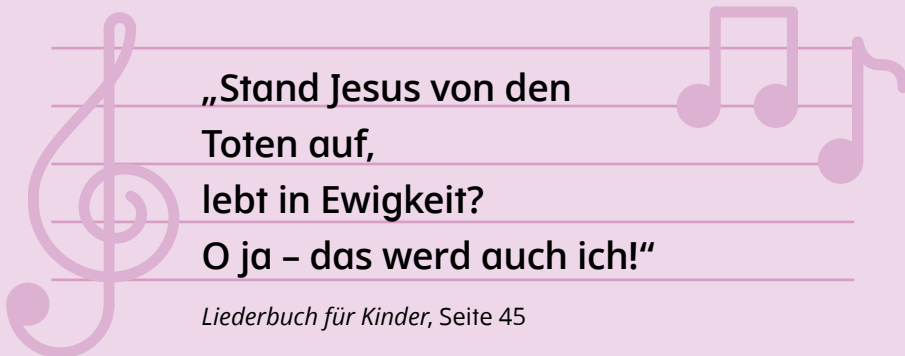 „Stand Jesus von den
Toten auf,
lebt in Ewigkeit?
O ja – das werd auch ich!“
Liederbuch für Kinder, Seite 45